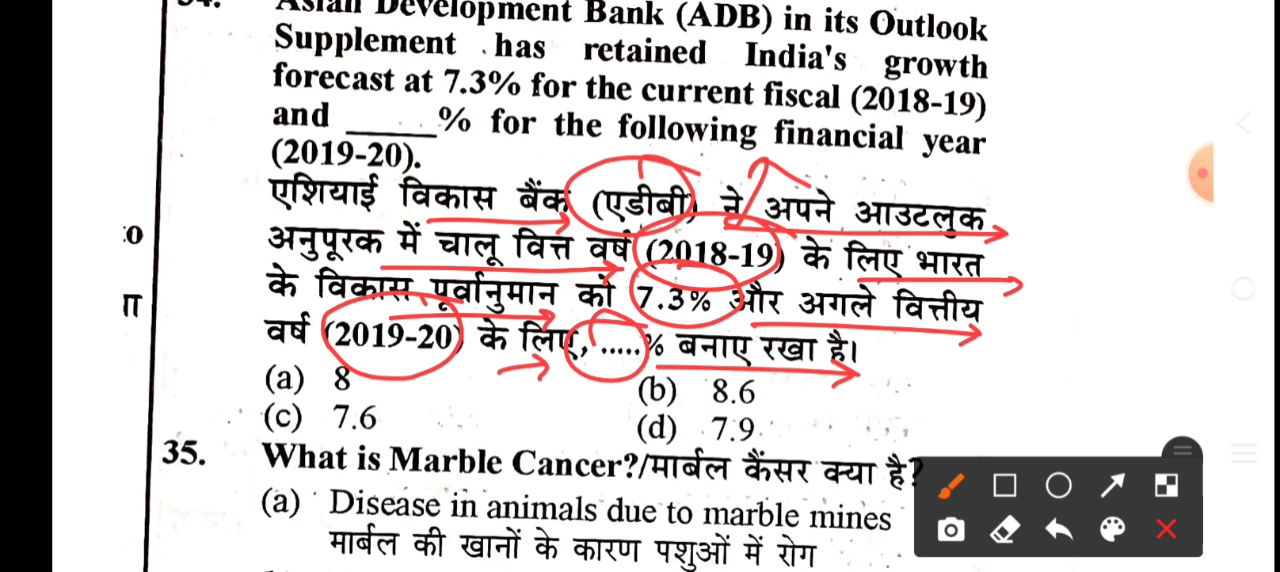 Asian Development Bank (ADB) in its Outlook
Supplement has retained India's growth
forecast at 7.3% for the current fiscal (2018-19)
and _____% for the following financial year
(2019-20).
एशियाई विकास बैंक (एडीबी) ने अपने आउटलुक
अनुपूरक में चालू वित्त वर्ष (2018-19) के लिए भारत
के विकास पूर्वानुमान को 7.3% और अगले वित्तीय
वर्ष (2019-20) के लिए, .....% बनाए रखा है।
(a) 8 (b) 8.6
(c) 7.6 (d) 7.9
35. What is Marble Cancer?/मार्बल कैंसर क्या है?
(a) Disease in animals due to marble mines
मार्बल की खानों के कारण पशुओं में रोग